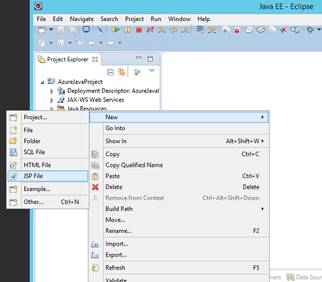 Java EE - Eclipse
File Edit Navigate Search Project Run Window Help
Project Explorer
AzureJavaProject
Deployment Descriptor: AzureJaval
JAX-WS Web Services
Java Resources
New
Go Into
Show In Alt+Shift+W
Copy Ctrl+C
Copy Qualified Name
Paste Ctrl+V
Delete Delete
Remove from Context Ctrl+Alt+Shift+Down
Build Path
Move...
Rename... F2
Import...
Export...
Refresh F5
Validate
Project...
File
Folder
SQL File
HTML File
JSP File
Example...
Other... Ctrl+N
vers
Data Sour